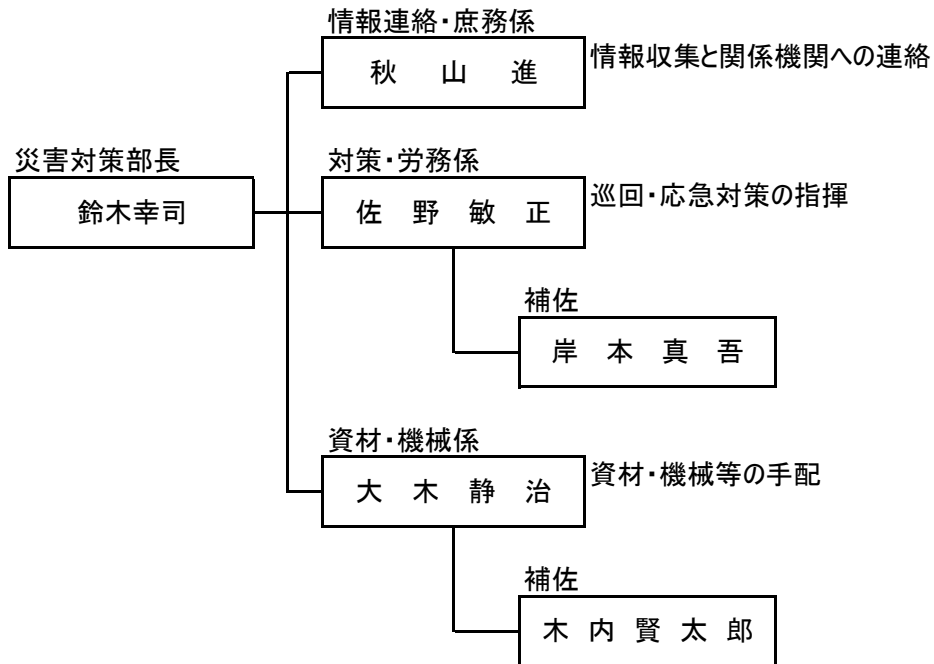 情報連絡・庶務係
秋山進
情報収集と関係機関への連絡
災害対策部長
鈴木幸司
対策・労務係
佐野敏正
巡回・応急対策の指揮
補佐
岸本真吾
資材・機械係
大木静治
資材・機械等の手配
補佐
木内賢太郎